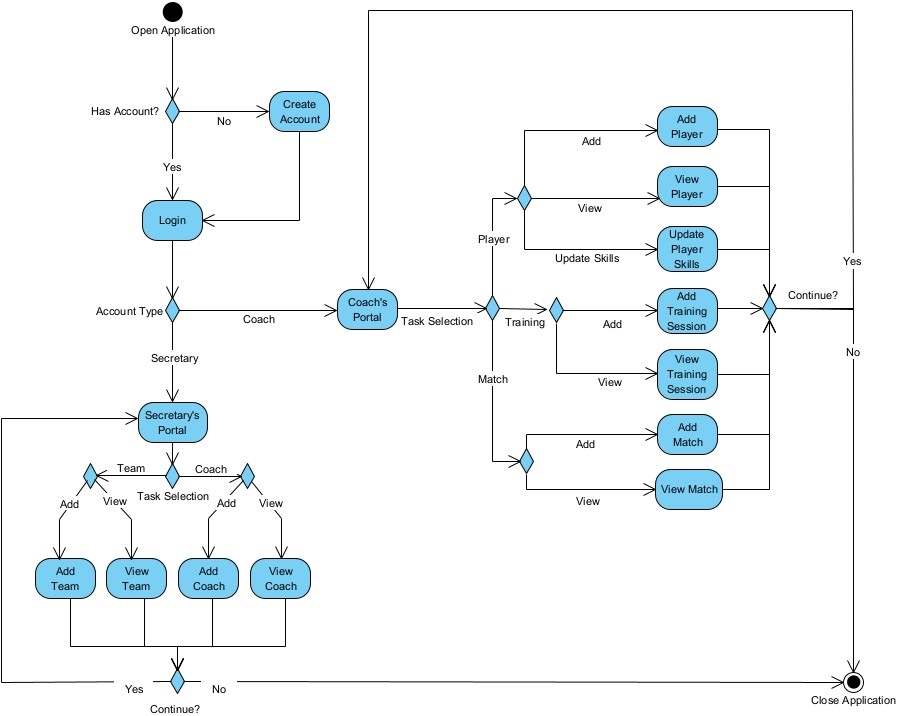 Open Application
Has Account?
No
Create
Account
Yes
Login
Account Type
Coach
Secretary
Coach's
Portal
Task Selection
Player
Training
Match
Add
View
Update Skills
Add
View
Add
View
Add
Player
View
Player
Update
Player
Skills
Add
Training
Session
View
Training
Session
Add
Match
View Match
Continue?
Yes
No
Secretary's
Portal
Team
Coach
Task Selection
Add
View
Add
View
Add
Team
View
Team
Add
Coach
View
Coach
Yes
No
Continue?
Close Application